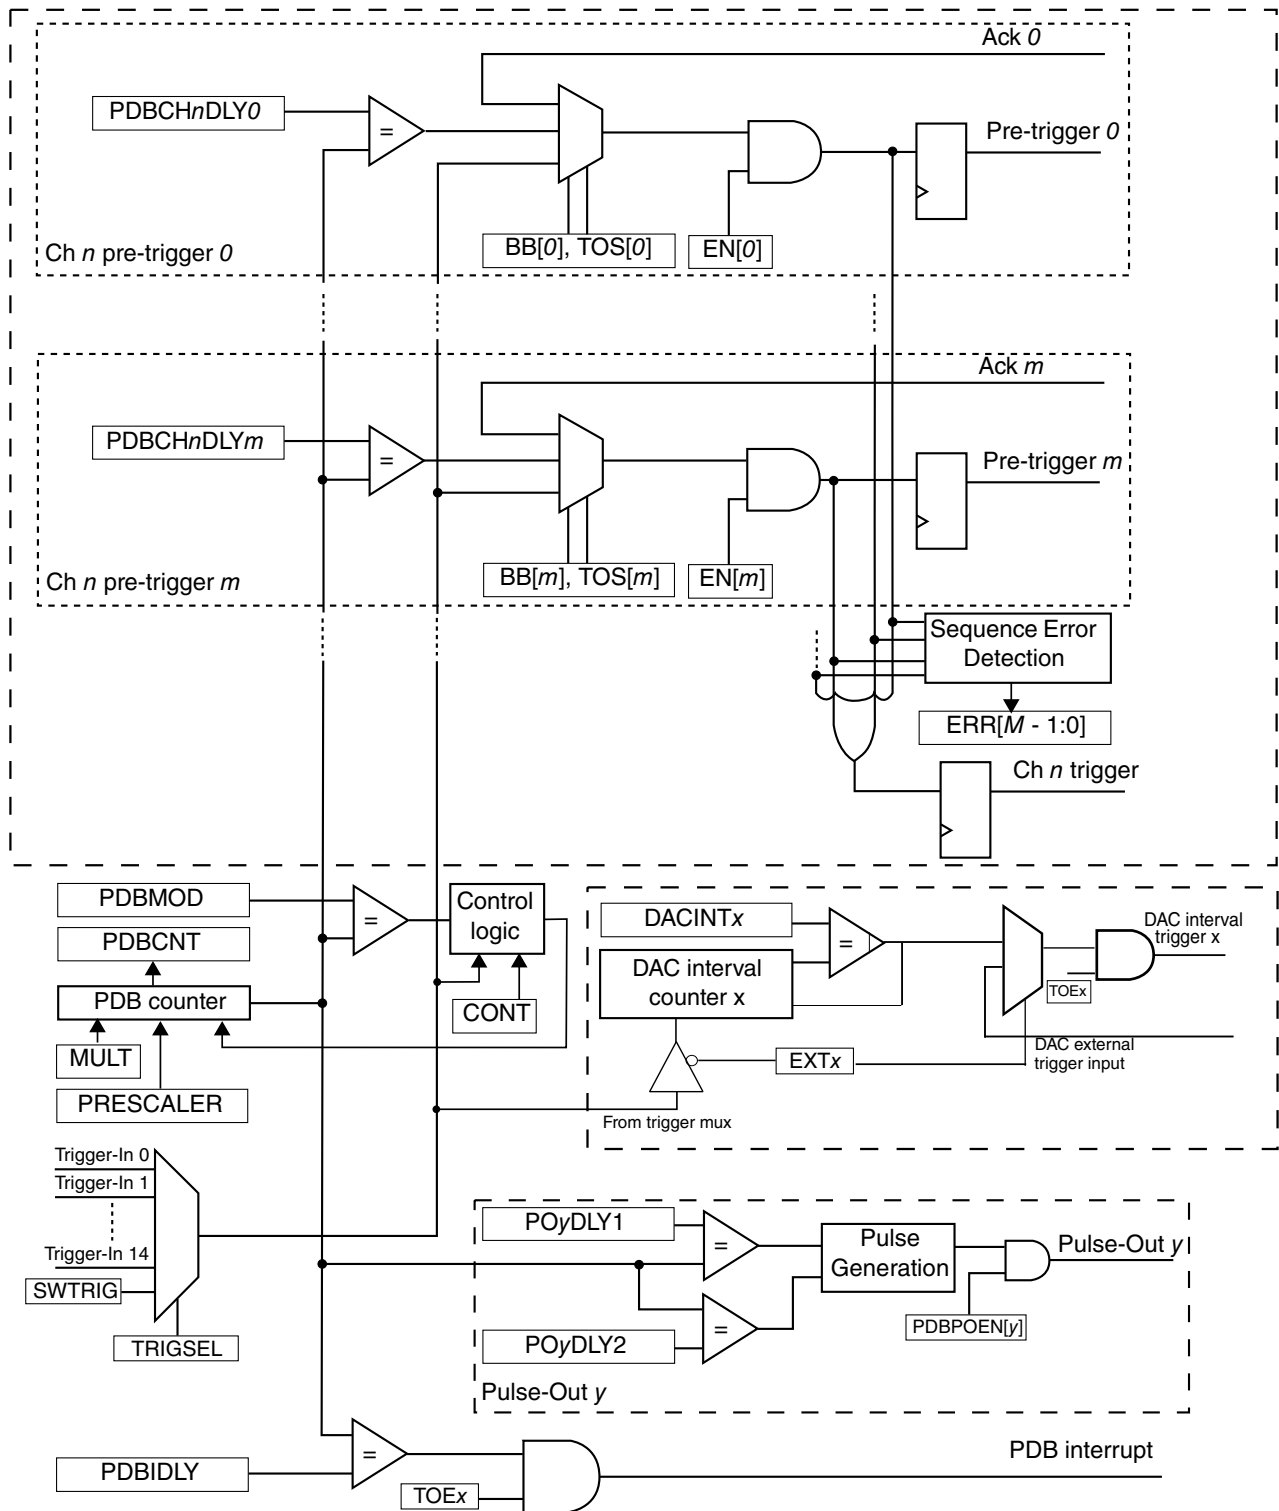 Ack 0
PDBCHnDLY0
=
Pre-trigger 0
BB[0], TOS[0]
EN[0]
Ch n pre-trigger 0
Ack m
PDBCHnDLYm
=
Pre-trigger m
BB[m], TOS[m]
EN[m]
Ch n pre-trigger m
Sequence Error
Detection
ERR[M - 1:0]
Ch n trigger
PDBMOD
=
Control
logic
PDBCNT
PDB counter
CONT
MULT
PRESCALER
DACINTx
=
DAC interval
counter x
DAC interval
trigger x
TOEx
DAC external
trigger input
EXTx
From trigger mux
Trigger-In 0
Trigger-In 1
Trigger-In 14
SWTRIG
TRIGSEL
POyDLY1
=
Pulse
Generation
Pulse-Out y
=
PDBPOEN[y]
POyDLY2
Pulse-Out y
=
PDB interrupt
PDBIDLY
TOEx